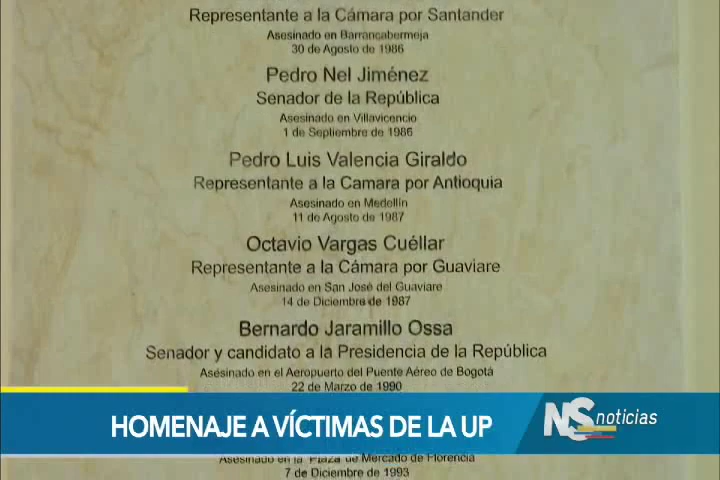 Representante a la Cámara por Santander
Asesinado en Barrancabermeja
30 de Agosto de 1986
Pedro Nel Jiménez
Senador de la República
Asesinado en Villavicencio
1 de Septiembre de 1986
Pedro Luis Valencia Giraldo
Representante a la Camara por Antioquia
Asesinado en Medellín
11 de Agosto de 1987
Octavio Vargas Cuéllar
Representante a la Cámara por Guaviare
Asesinado en San José del Guaviare
14 de Diciembre de 1987
Bernardo Jaramillo Ossa
Senador y candidato a la Presidencia de la República
Asesinado en el Aeropuerto del Puente Aéreo de Bogotá
22 de Marzo de 1990
HOMENAJE A VÍCTIMAS DE LA UP
NS noticias
Asesinado en la Plaza de Mercado de Florencia
7 de Diciembre de 1993